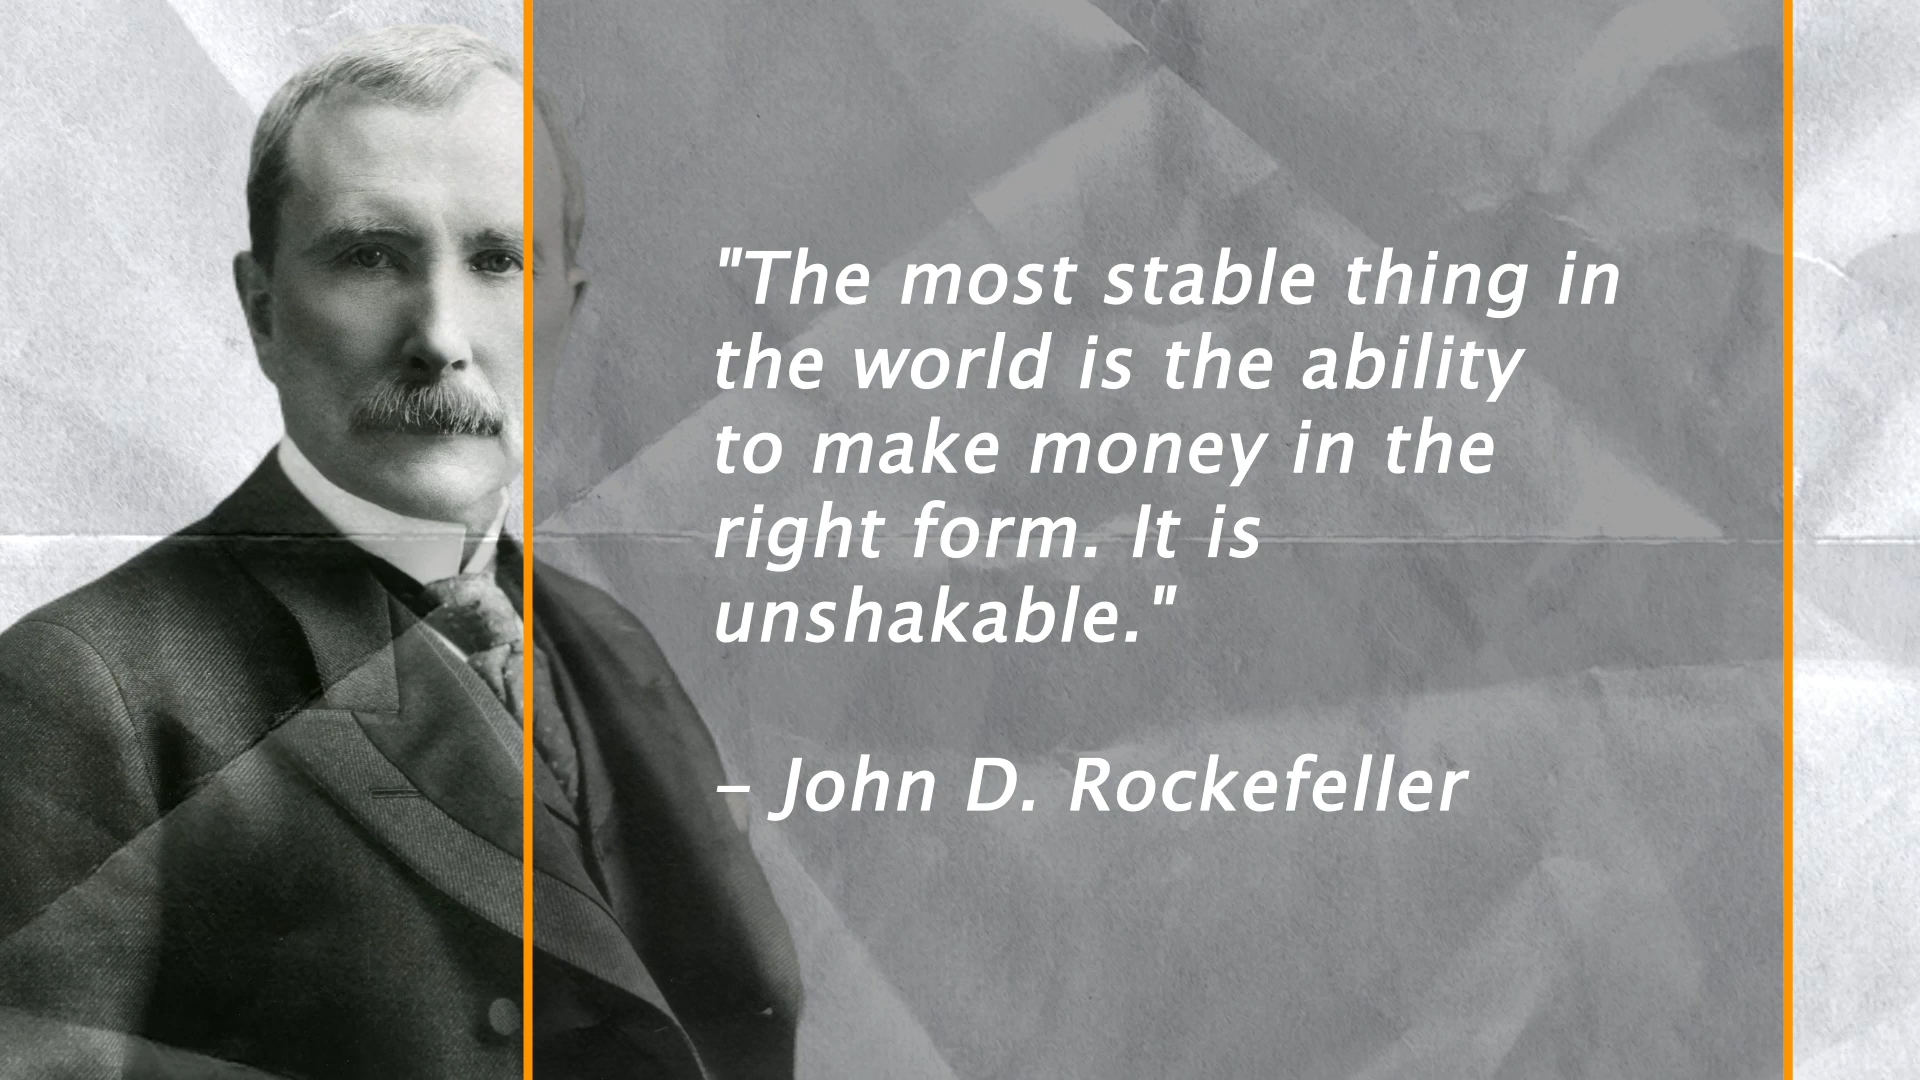 "The most stable thing in
the world is the ability
to make money in the
right form. It is
unshakable."
– John D. Rockefeller